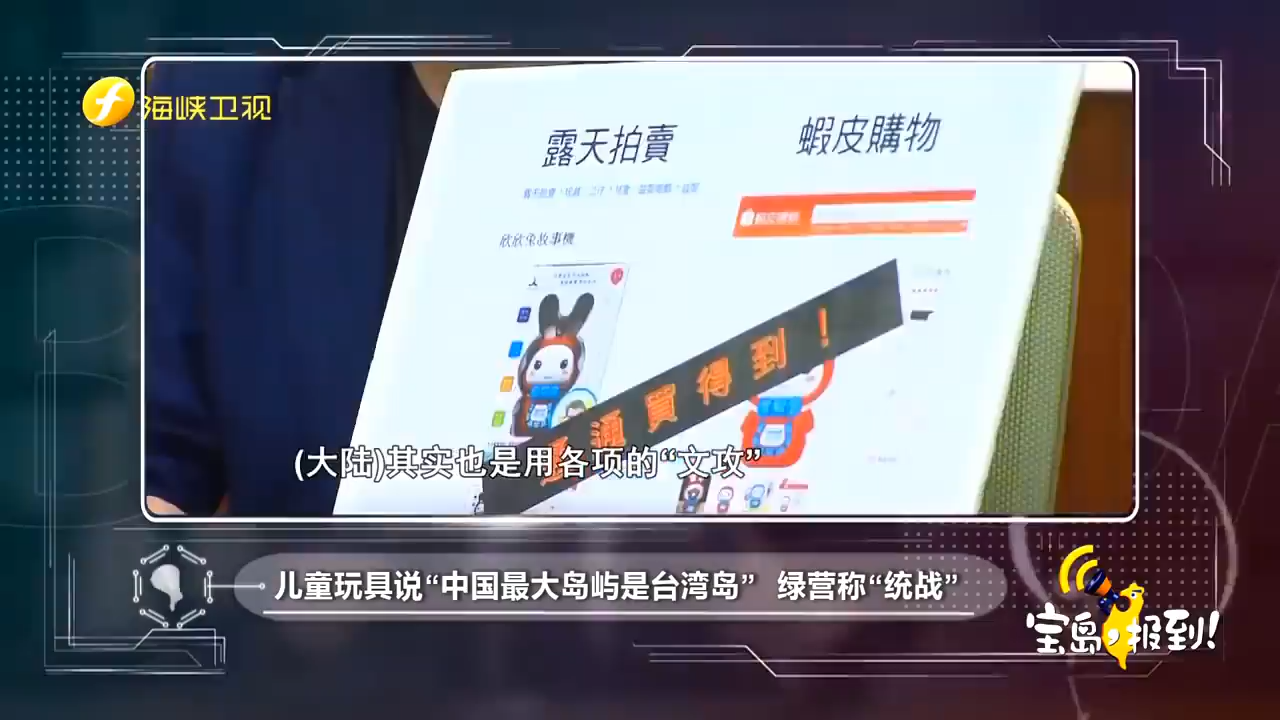 海峡卫视
露天拍賣
蝦皮購物
欣欣兔故事機
通買得到！
(大陆)其实也是用各项的“文攻”
儿童玩具说“中国最大岛屿是台湾岛” 绿营称“统战”
宝岛，报到！